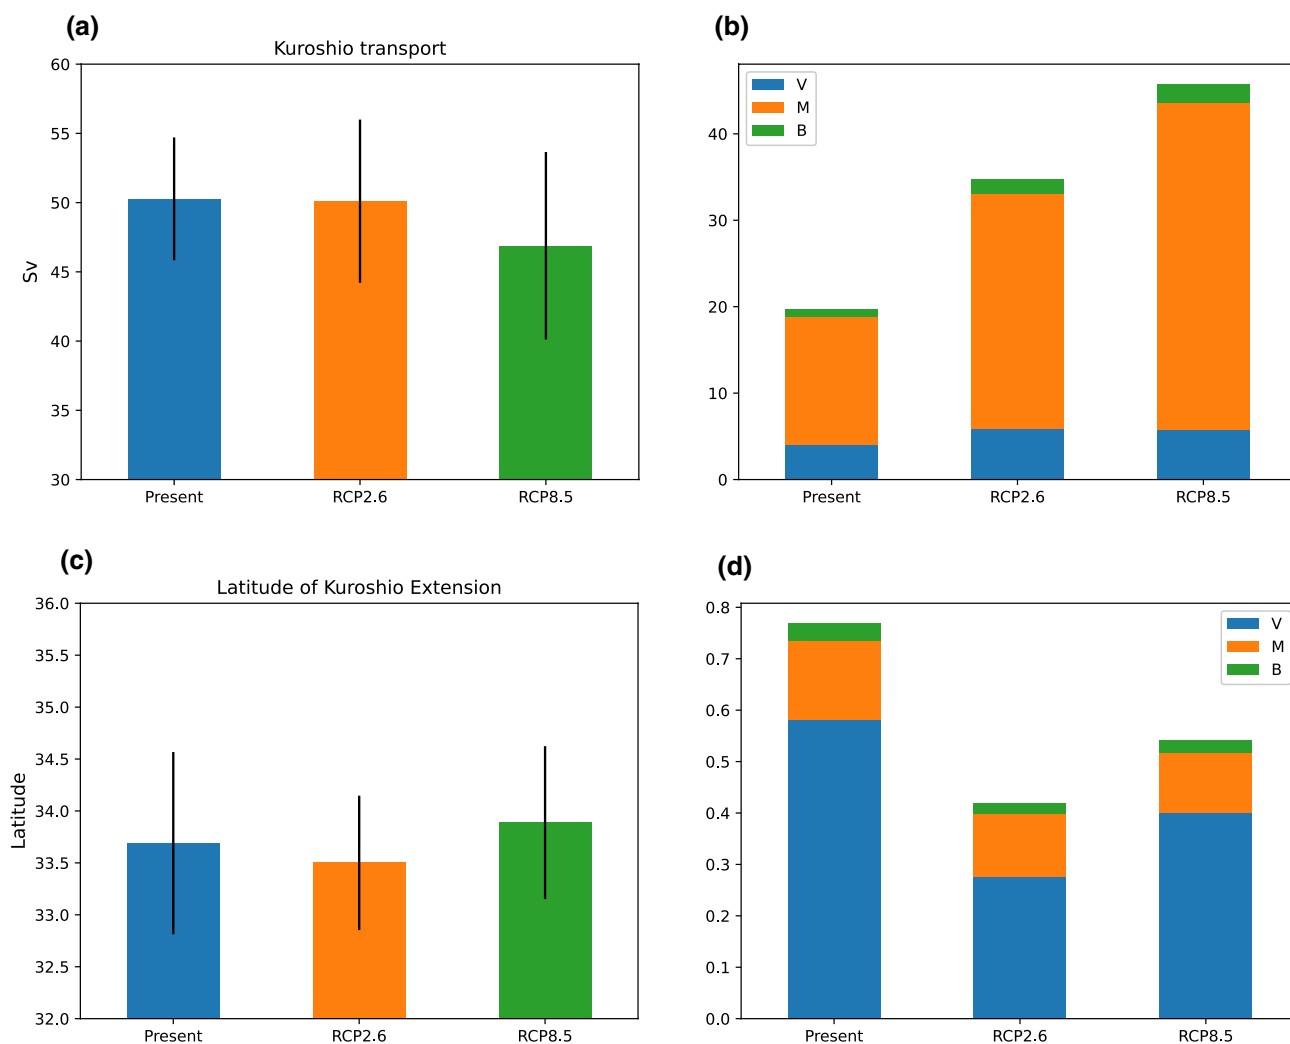 (a)
Kuroshio transport
60
55
50
45
40
35
30
Sv
Present
RCP2.6
RCP8.5
(b)
V
M
B
40
30
20
10
0
Present
RCP2.6
RCP8.5
(c)
Latitude of Kuroshio Extension
36.0
35.5
35.0
34.5
34.0
33.5
33.0
32.5
32.0
Latitude
Present
RCP2.6
RCP8.5
(d)
V
M
B
0.8
0.7
0.6
0.5
0.4
0.3
0.2
0.1
0.0
Present
RCP2.6
RCP8.5